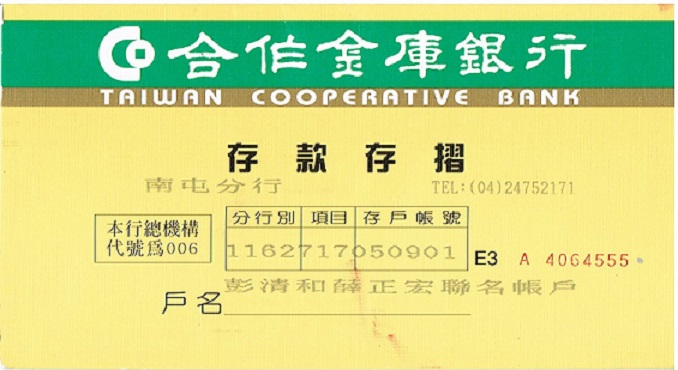 合作金庫銀行
TAIWAN COOPERATIVE BANK
存款存摺
南屯分行 TEL:(04)24752171
本行總機構
代號為006
分行別 項目 存戶帳號
1162717050901 E3 A 4064555
彭清和薛正宏聯名帳戶
戶名